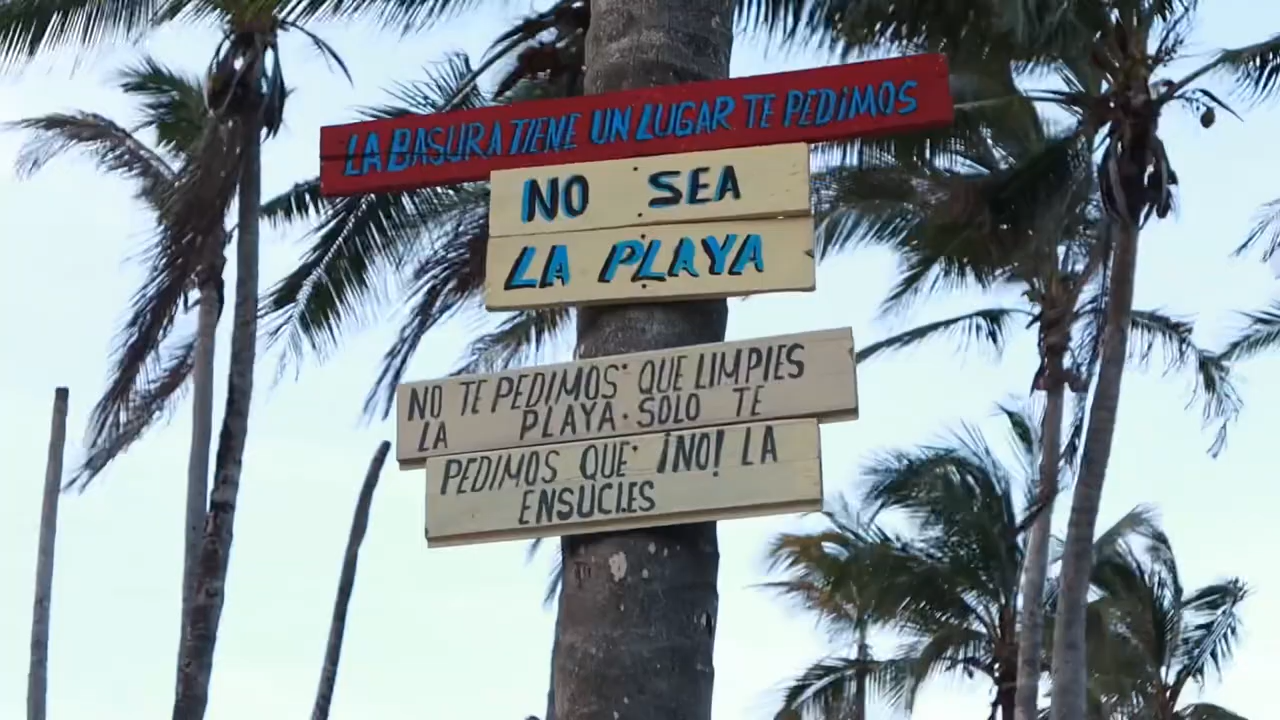 LA BASURA TIENE UN LUGAR TE PEDIMOS
NO SEA
LA PLAYA
NO TE PEDIMOS QUE LIMPIES
LA PLAYA. SOLO TE
PEDIMOS QUE ¡NO! LA
ENSUCIES